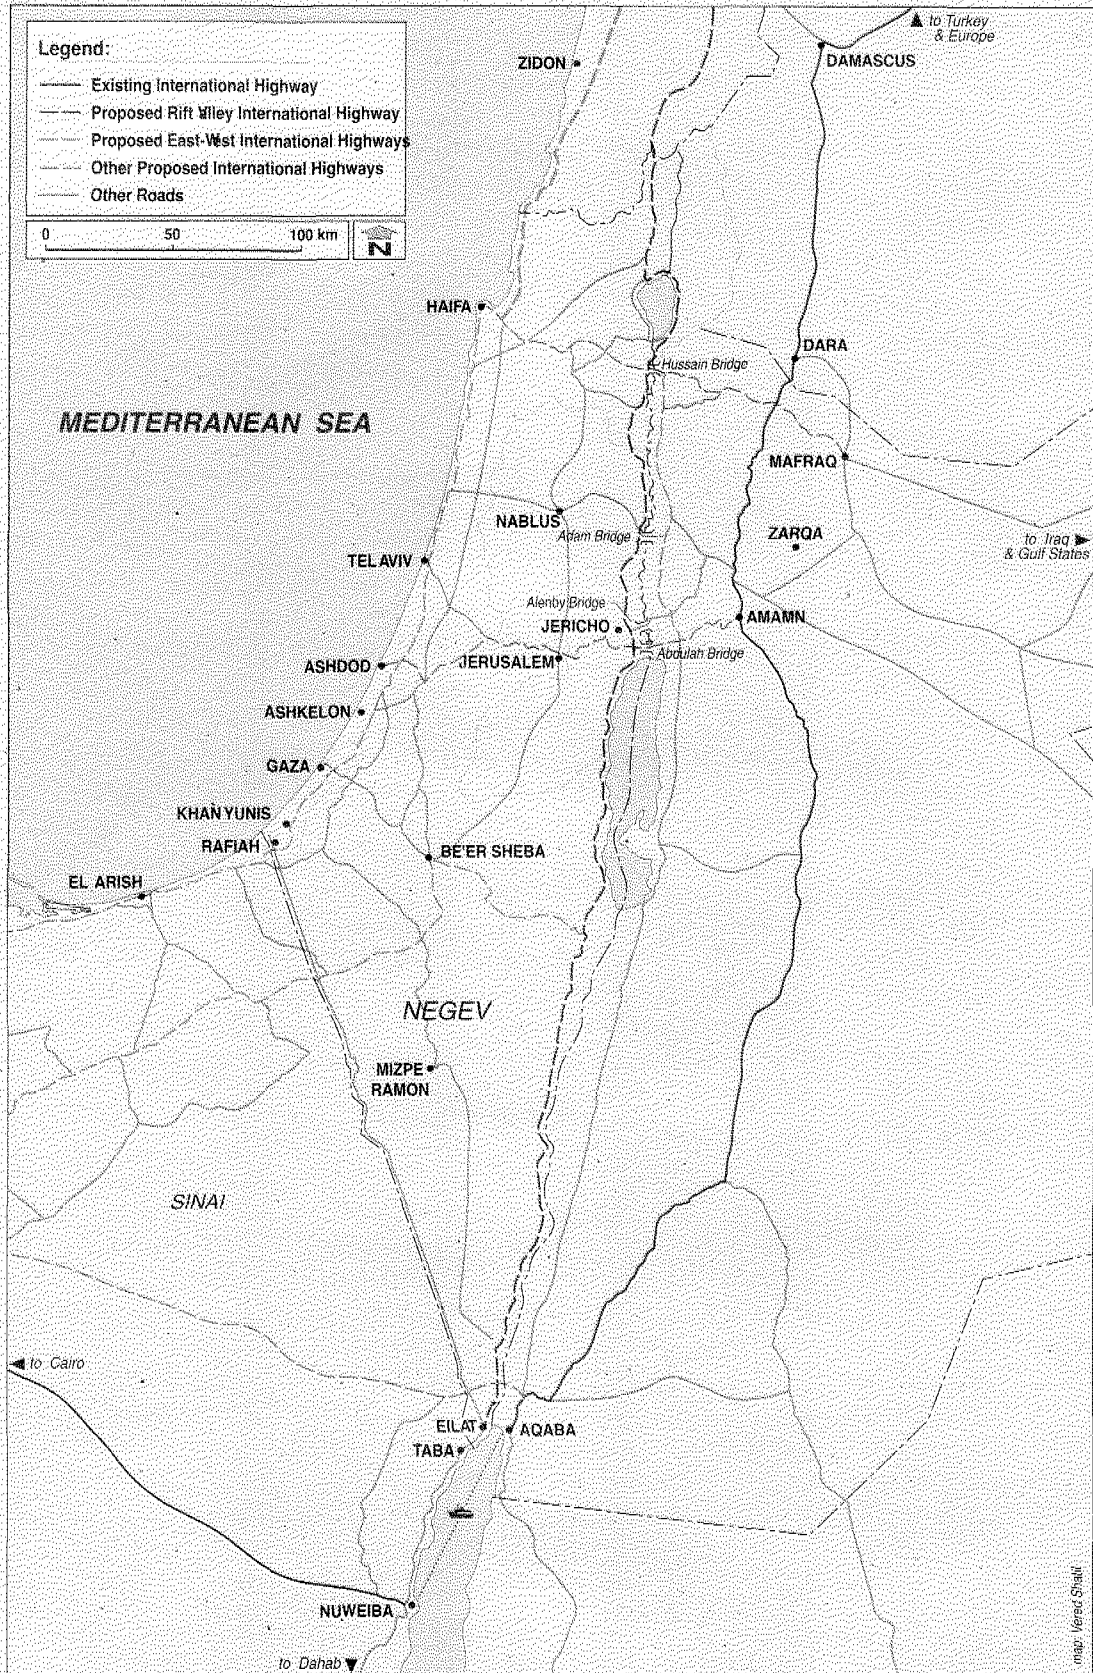 to Turkey
& Europe
Legend:
Existing International Highway
Proposed Rift Valley International Highway
Proposed East-West International Highways
Other Proposed International Highways
Other Roads
0 50 100 km
N
ZIDON
DAMASCUS
HAIFA
DARA
Hussain Bridge
MEDITERRANEAN SEA
MAFRAQ
NABLUS
Adam Bridge
ZARQA
to Iraq
& Gulf States
TEL AVIV
Alenby Bridge
JERICHO
AMAMN
Abdulah Bridge
JERUSALEM
ASHDOD
ASHKELON
GAZA
KHAN YUNIS
RAFIAH
BE'ER SHEBA
EL ARISH
NEGEV
MIZPE
RAMON
SINAI
to Cairo
EILAT
AQABA
TABA
NUWEIBA
to Dahab
map: Vered Shatil